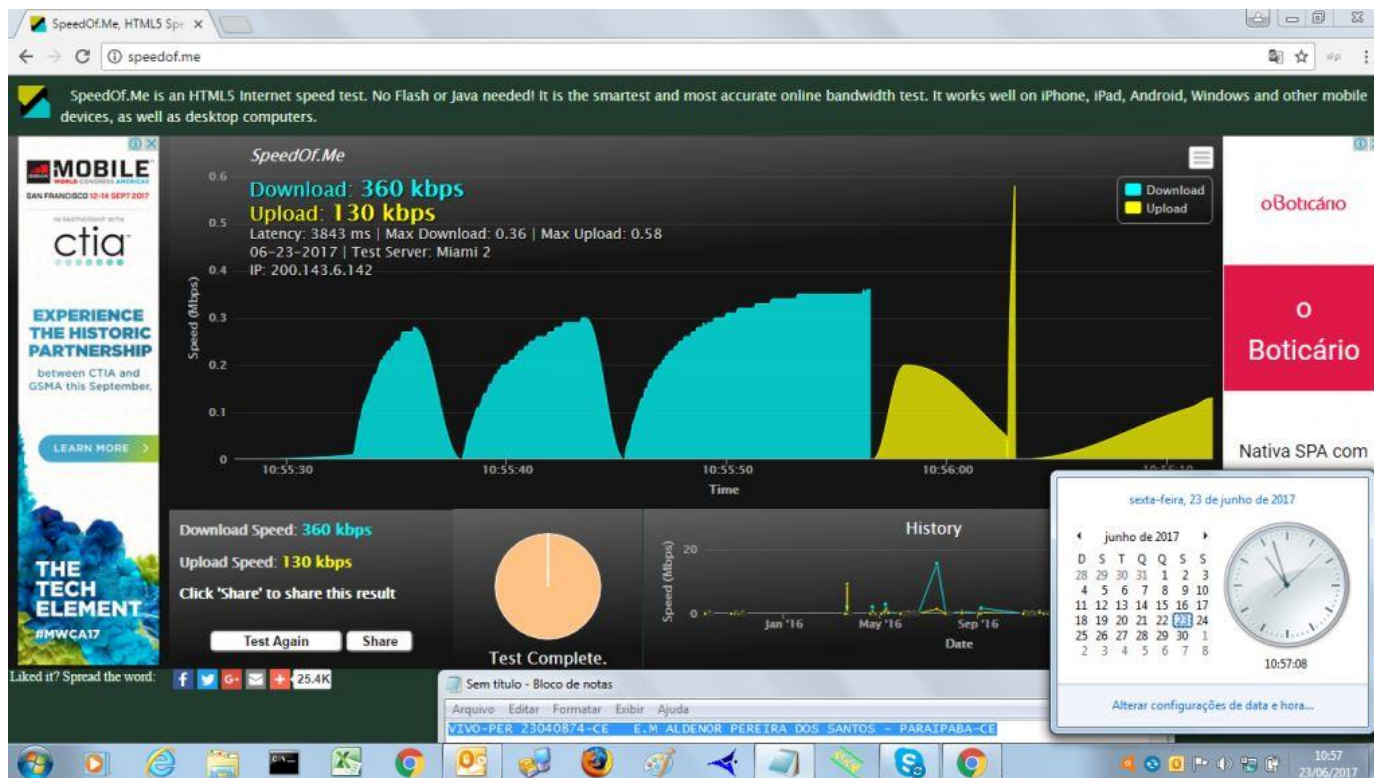 SpeedOf.Me, HTML5 Spe
speedof.me
SpeedOf.Me is an HTML5 Internet speed test. No Flash or Java needed! It is the smartest and most accurate online bandwidth test. It works well on iPhone, iPad, Android, Windows and other mobile
devices, as well as desktop computers.
MOBILE
WORLD CONGRESS AMERICAS
SAN FRANCISCO 12-14 SEPT 2017
IN PARTNERSHIP WITH
ctia
EXPERIENCE
THE HISTORIC
PARTNERSHIP
between CTIA and
GSMA this September.
LEARN MORE >
THE
TECH
ELEMENT
#MWCA17
SpeedOf.Me
Download: 360 kbps
Upload: 130 kbps
Latency: 3843 ms | Max Download: 0.36 | Max Upload: 0.58
06-23-2017 | Test Server: Miami 2
IP: 200.143.6.142
Download
Upload
Speed (Mbps)
0.6
0.5
0.4
0.3
0.2
0.1
0
10:55:30 10:55:40 10:55:50 10:56:00 10:56:10
Time
oBoticário
o
Boticário
Nativa SPA com
Download Speed: 360 kbps
Upload Speed: 130 kbps
Click 'Share' to share this result
Test Again Share
Test Complete.
History
Speed (Mbps)
20
0
Jan '16 May '16 Sep '16
Date
sexta-feira, 23 de junho de 2017
junho de 2017
D S T Q Q S S
28 29 30 31 1 2 3
4 5 6 7 8 9 10
11 12 13 14 15 16 17
18 19 20 21 22 23 24
25 26 27 28 29 30 1
2 3 4 5 6 7 8
10:57:08
Alterar configurações de data e hora...
Liked it? Spread the word:
25.4K
Sem título - Bloco de notas
Arquivo Editar Formatar Exibir Ajuda
VIVO-PER 23040874-CE E.M ALDENOR PEREIRA DOS SANTOS - PARAIPABA-CE
10:57
23/06/2017